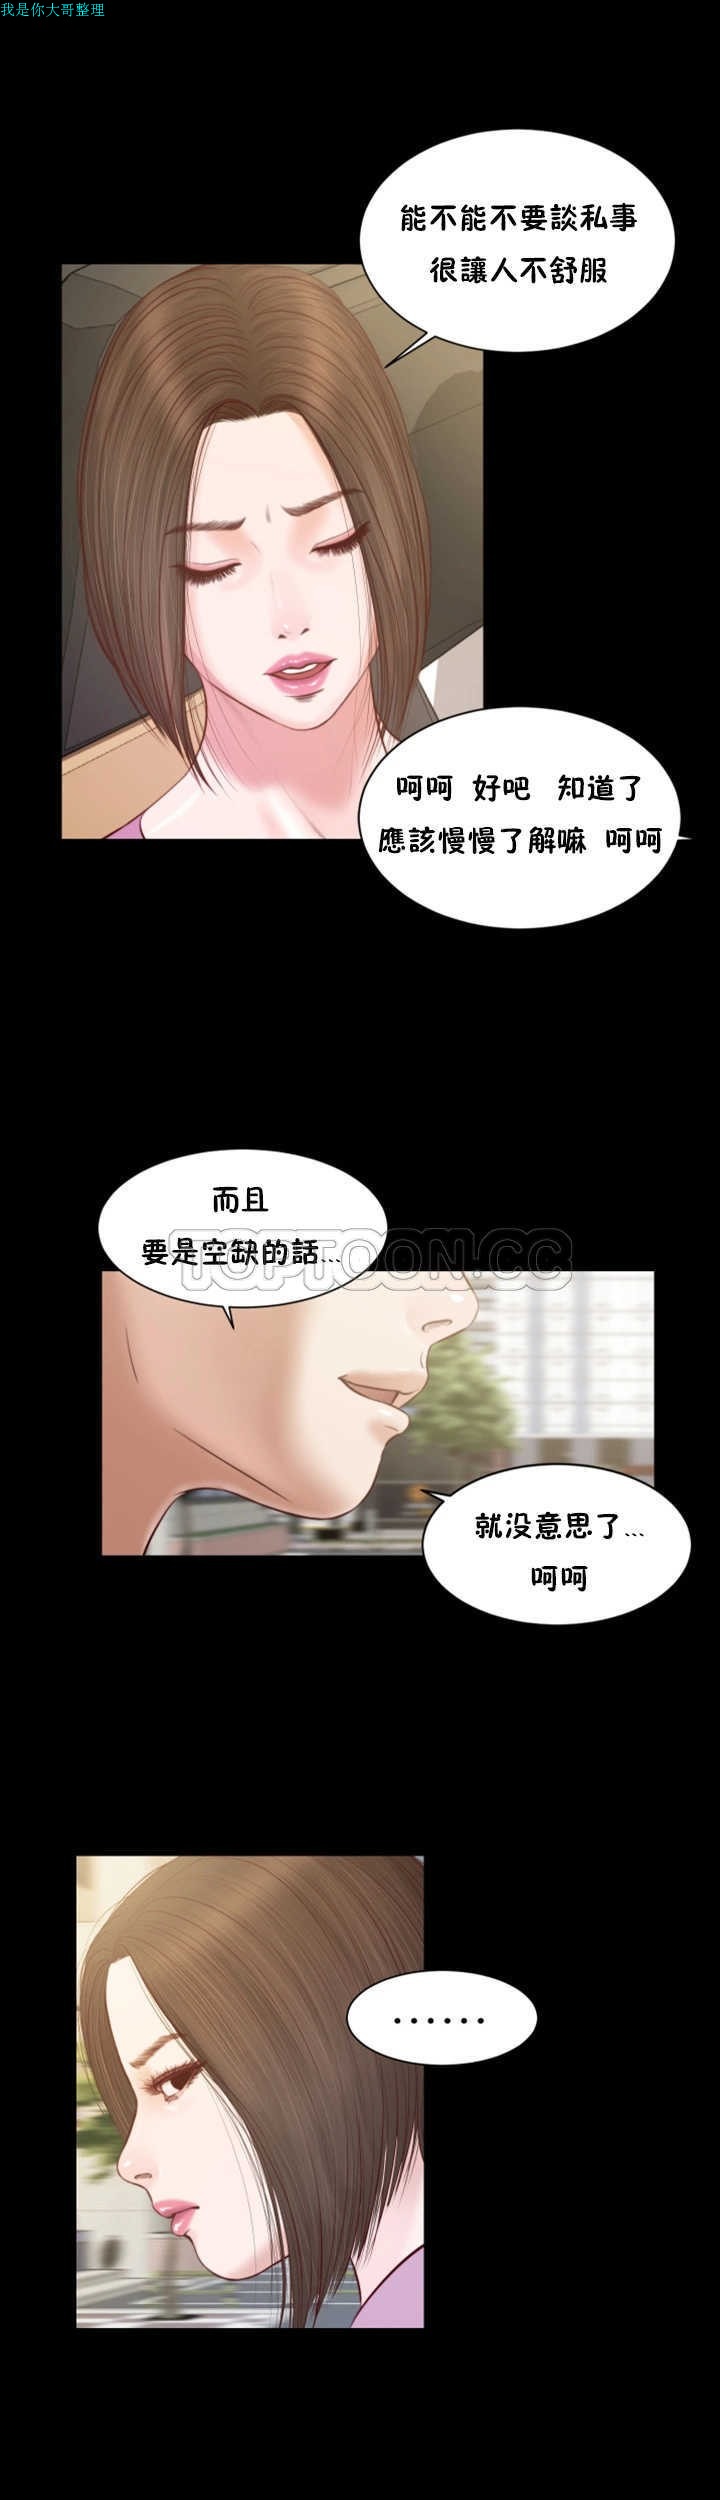 我是你大哥整理
能不能不要談私事
很讓人不舒服
呵呵 好吧 知道了
應該慢慢了解嘛 呵呵
而且
要是空缺的話...
TOPTOON.CC
就没意思了...
呵呵
......